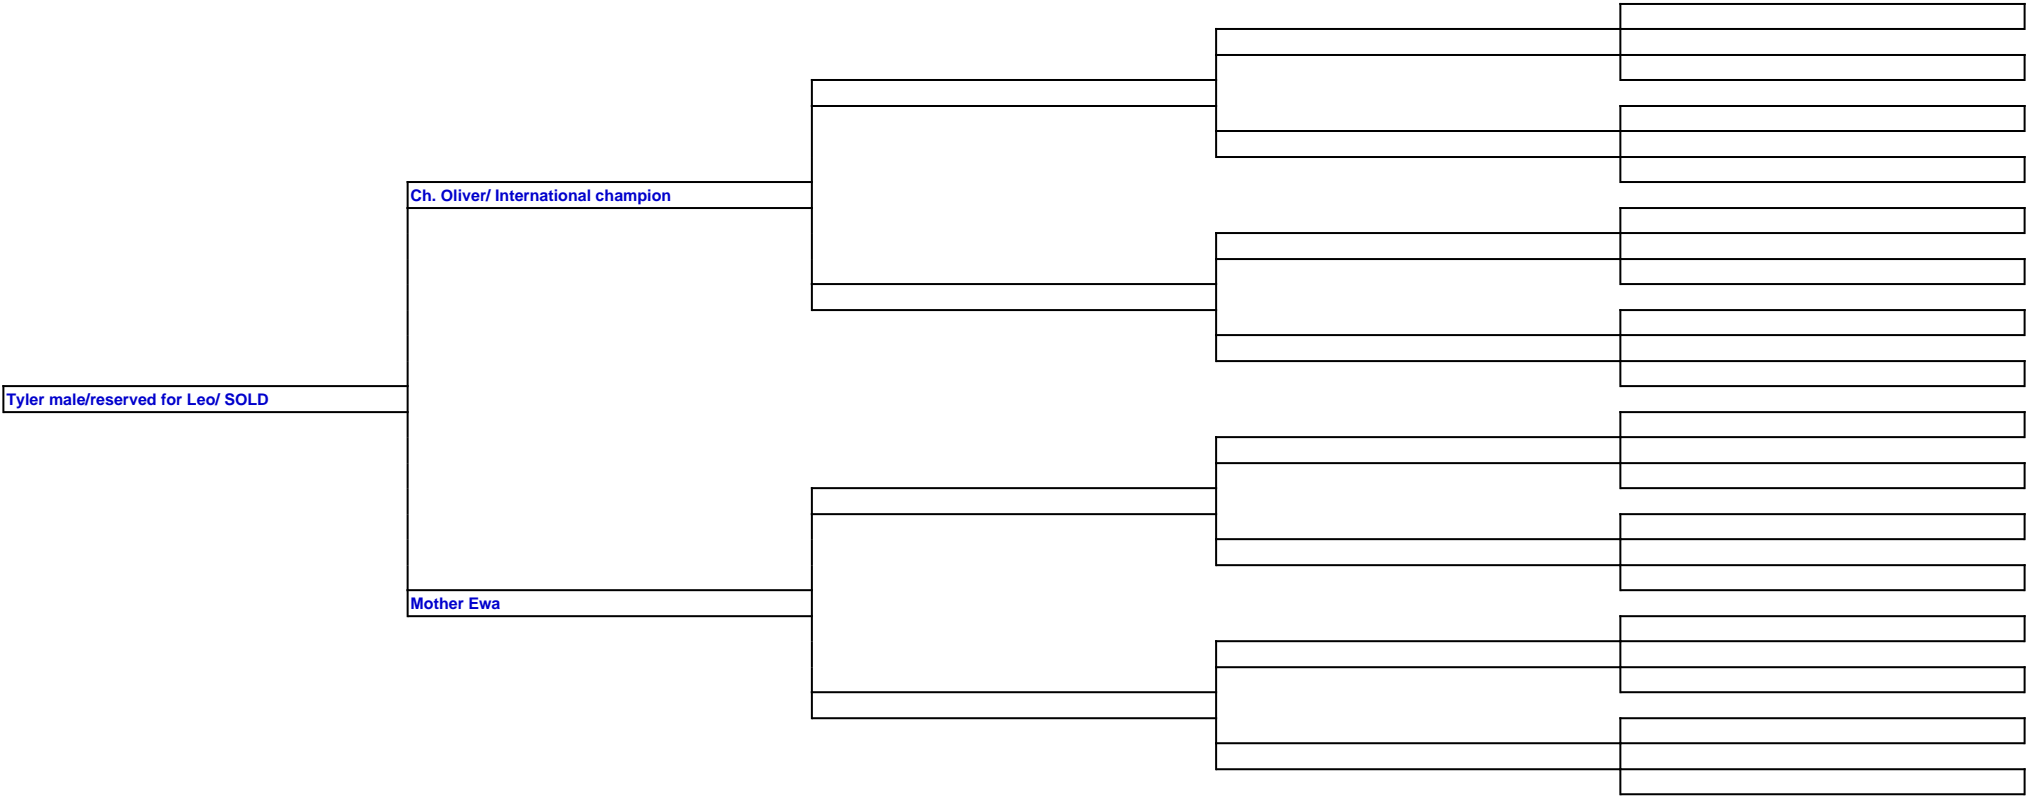 Ch. Oliver/ International champion
Tyler male/reserved for Leo/ SOLD
Mother Ewa